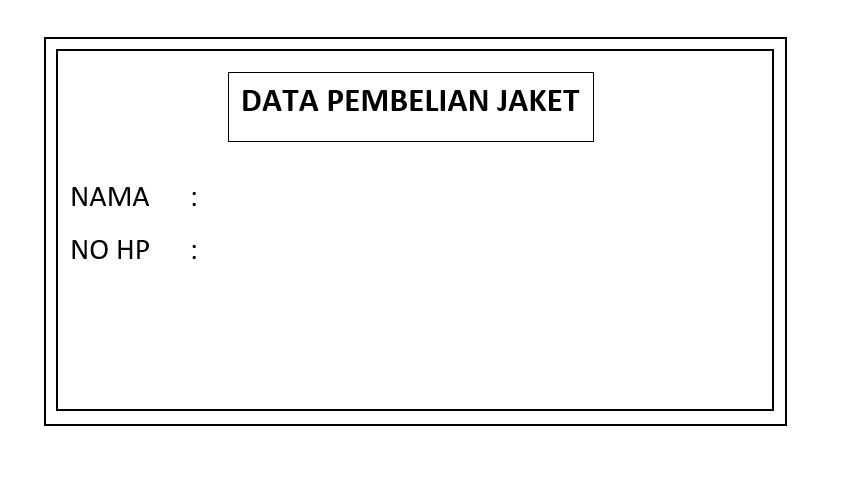 DATA PEMBELIAN JAKET
NAMA :
NO HP :